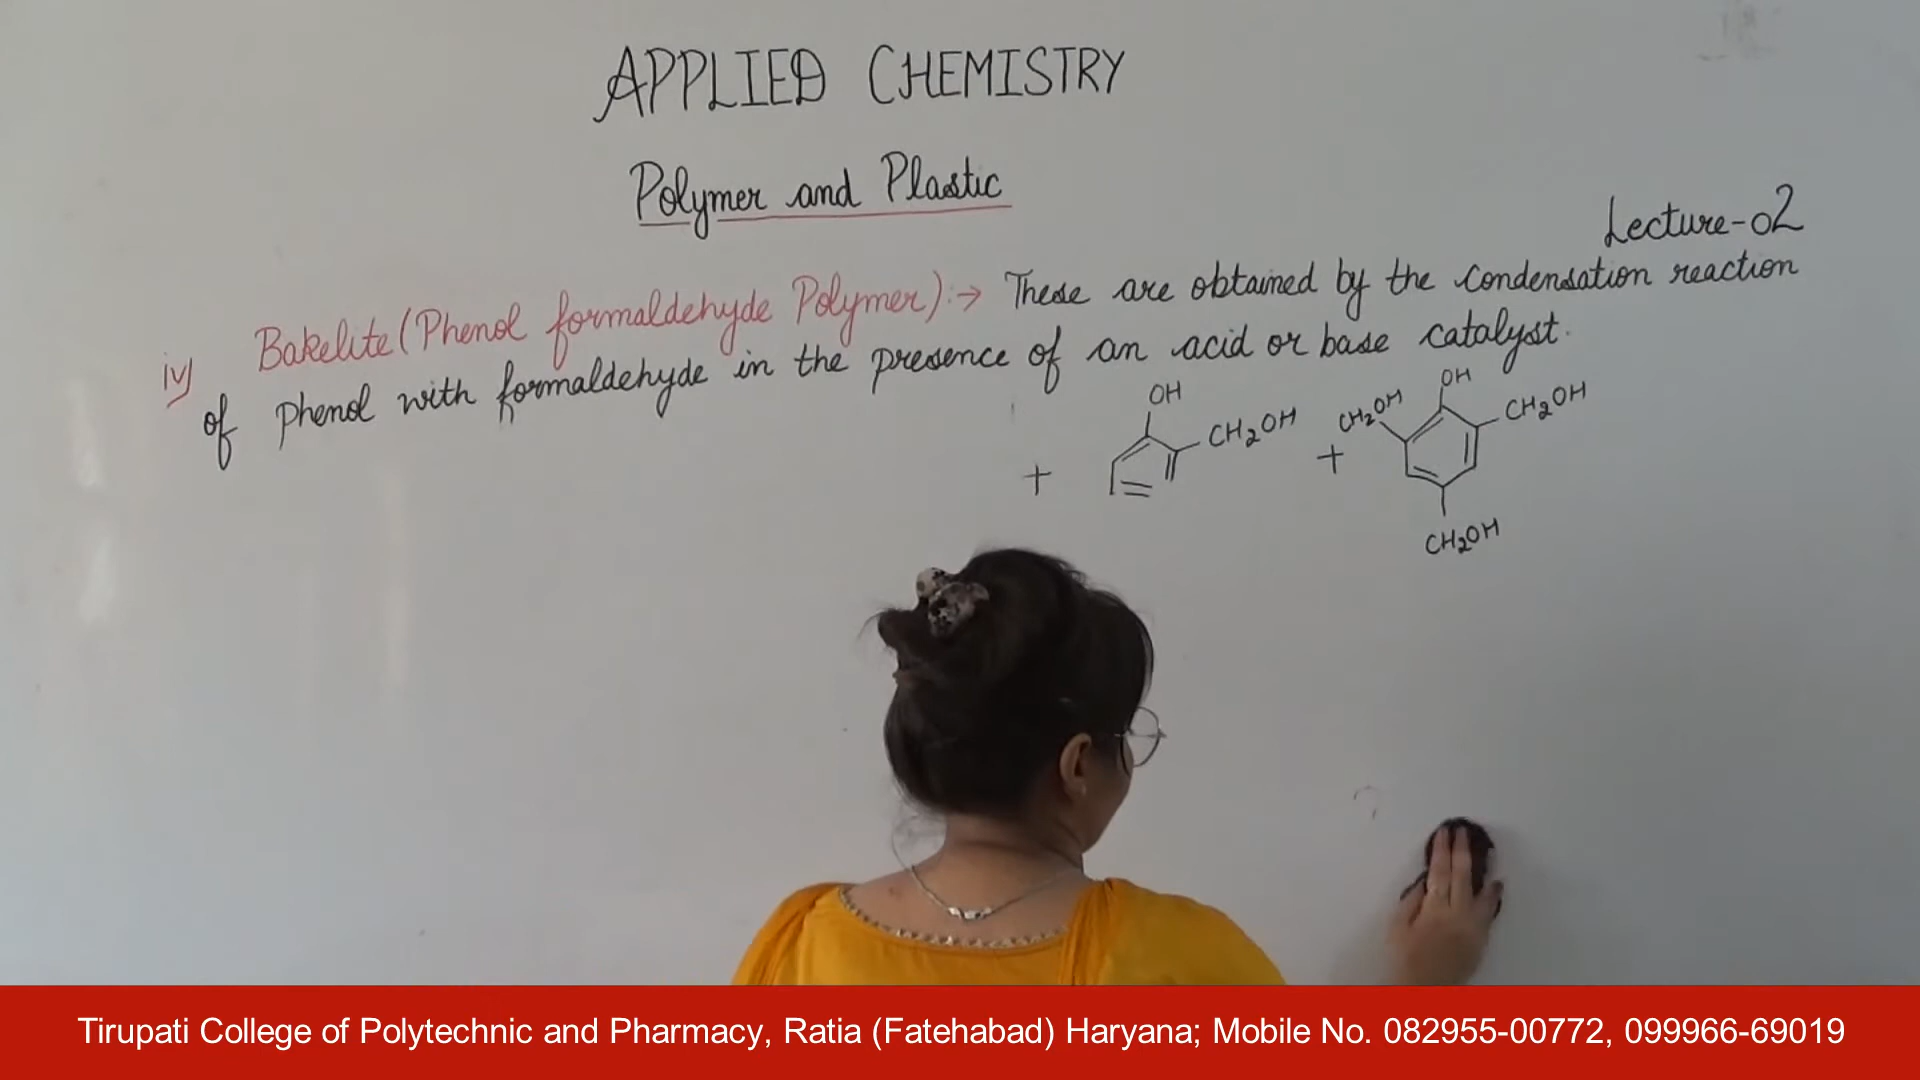 APPLIED CHEMISTRY
Polymer and Plastic
Lecture-02
iv) Bakelite (Phenol formaldehyde Polymer):→ These are obtained by the condensation reaction
of phenol with formaldehyde in the presence of an acid or base catalyst.
OH CH2OH OH CH2OH
+ CH2OH +
CH2OH
Tirupati College of Polytechnic and Pharmacy, Ratia (Fatehabad) Haryana; Mobile No. 082955-00772, 099966-69019